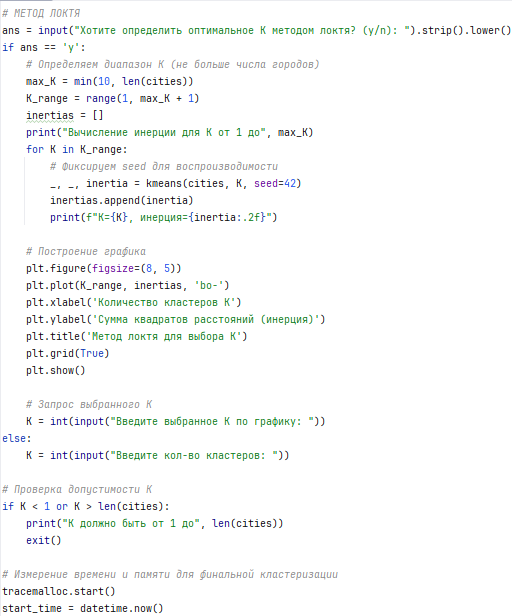 # МЕТОД ЛОКТЯ
ans = input("Хотите определить оптимальное K методом локтя? (y/n): ").strip().lower()
if ans == 'y':
    # Определяем диапазон K (не больше числа городов)
    max_K = min(10, len(cities))
    K_range = range(1, max_K + 1)
    inertias = []
    print("Вычисление инерции для K от 1 до", max_K)
    for K in K_range:
        # Фиксируем seed для воспроизводимости
        _, _, inertia = kmeans(cities, K, seed=42)
        inertias.append(inertia)
        print(f"K={K}, инерция={inertia:.2f}")
    # Построение графика
    plt.figure(figsize=(8, 5))
    plt.plot(K_range, inertias, 'bo-')
    plt.xlabel('Количество кластеров K')
    plt.ylabel('Сумма квадратов расстояний (инерция)')
    plt.title('Метод локтя для выбора K')
    plt.grid(True)
    plt.show()
    # Запрос выбранного K
    K = int(input("Введите выбранное K по графику: "))
else:
    K = int(input("Введите кол-во кластеров: "))
# Проверка допустимости K
if K < 1 or K > len(cities):
    print("K должно быть от 1 до", len(cities))
    exit()
# Измерение времени и памяти для финальной кластеризации
tracemalloc.start()
start_time = datetime.now()